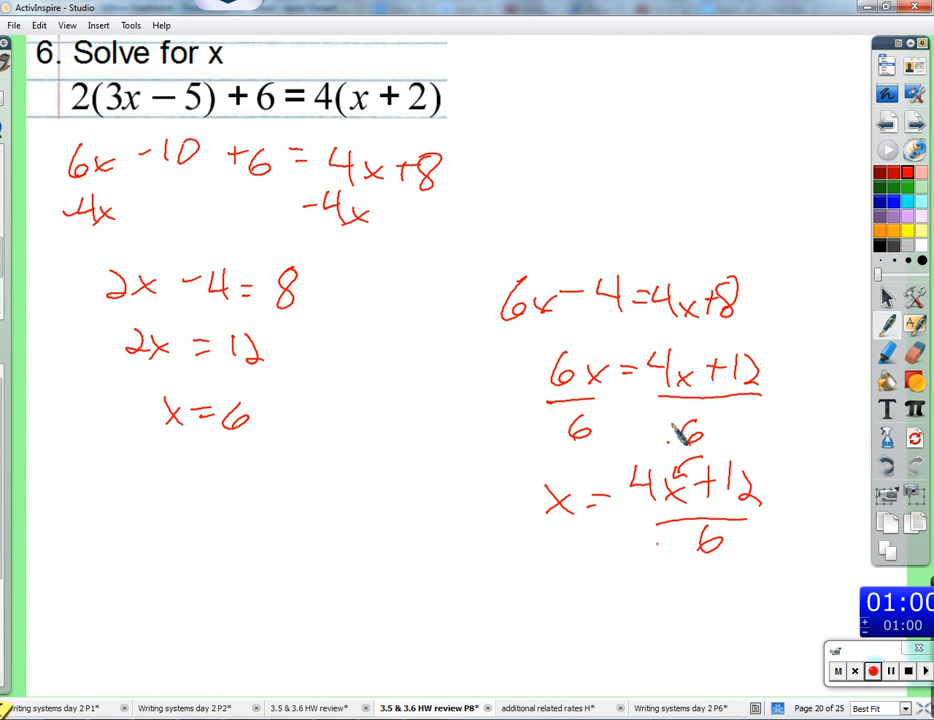 ActivInspire - Studio
File Edit View Insert Tools Help
6. Solve for x
2(3x − 5) + 6 = 4(x + 2)
6x -10 +6 = 4x+8
-4x -4x
2x -4 = 8
2x = 12
x = 6
6x - 4 = 4x+8
6x = 4x+12
6 6
x = 4x+12
6
01:00
01:00
M
riting systems day 2 P1* Writing systems day 2 P2* 3.5 & 3.6 HW review* 3.5 & 3.6 HW review P8* additional related rates H* Writing systems day 2 P6* Page 20 of 25 Best Fit